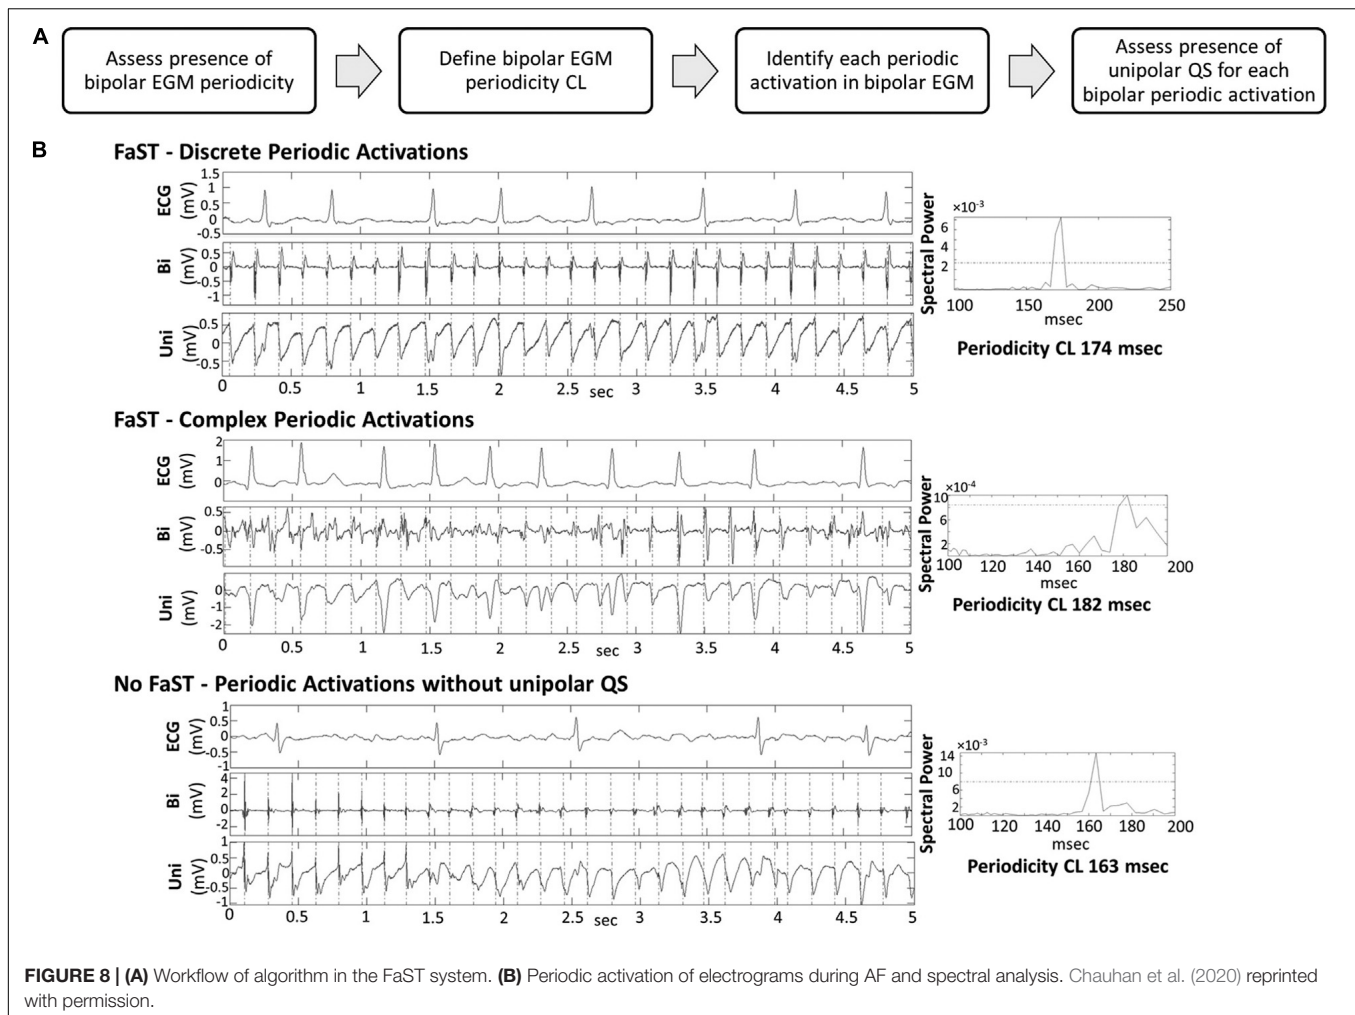 A
Assess presence of
bipolar EGM periodicity
Define bipolar EGM
periodicity CL
Identify each periodic
activation in bipolar EGM
Assess presence of
unipolar QS for each
bipolar periodic activation
B
FaST - Discrete Periodic Activations
ECG
(mV)
1.5
1
0.5
0
-0.5
Bi
(mV)
0.5
0
-0.5
-1
Uni
0.5
0
-0.5
0 0.5 1 1.5 2 2.5 sec 3 3.5 4 4.5 5
Spectral Power
×10⁻³
6
4
2
100 150 200 250
msec
Periodicity CL 174 msec
FaST - Complex Periodic Activations
ECG
(mV)
2
1
0
Bi
(mV)
0.5
0
-0.5
Uni
(mV)
0
-1
-2
0 0.5 1 1.5 2 2.5 sec 3 3.5 4 4.5 5
Spectral Power
×10⁻⁴
10
6
2
100 120 140 160 180 200
msec
Periodicity CL 182 msec
No FaST - Periodic Activations without unipolar QS
ECG
(mV)
1
0.5
0
-0.5
-1
Bi
(mV)
4
2
0
-2
Uni
(mV)
1
0.5
0
-0.5
-1
0 0.5 1 1.5 2 2.5 sec 3 3.5 4 4.5 5
Spectral Power
×10⁻³
14
10
6
2
100 120 140 160 180 200
msec
Periodicity CL 163 msec
FIGURE 8 | (A) Workflow of algorithm in the FaST system. (B) Periodic activation of electrograms during AF and spectral analysis. Chauhan et al. (2020) reprinted
with permission.